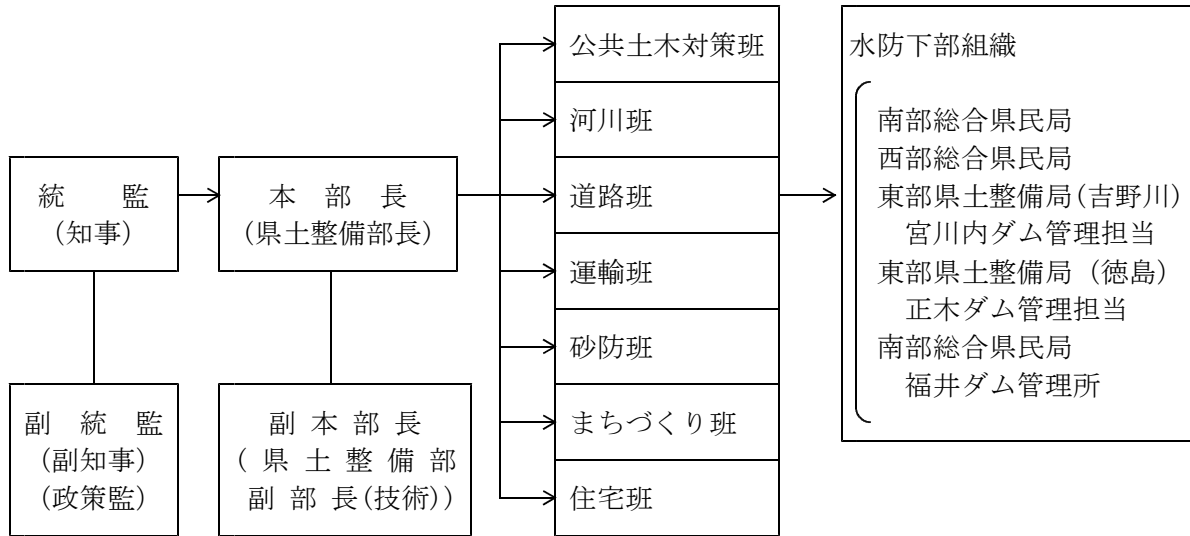 統　監
(知事)
副　統　監
(副知事)
(政策監)
本　部　長
(県土整備部長)
副　本　部　長
(県土整備部
副部長(技術))
公共土木対策班
河川班
道路班
運輸班
砂防班
まちづくり班
住宅班
水防下部組織
南部総合県民局
西部総合県民局
東部県土整備局(吉野川)
宮川内ダム管理担当
東部県土整備局 (徳島)
正木ダム管理担当
南部総合県民局
福井ダム管理所